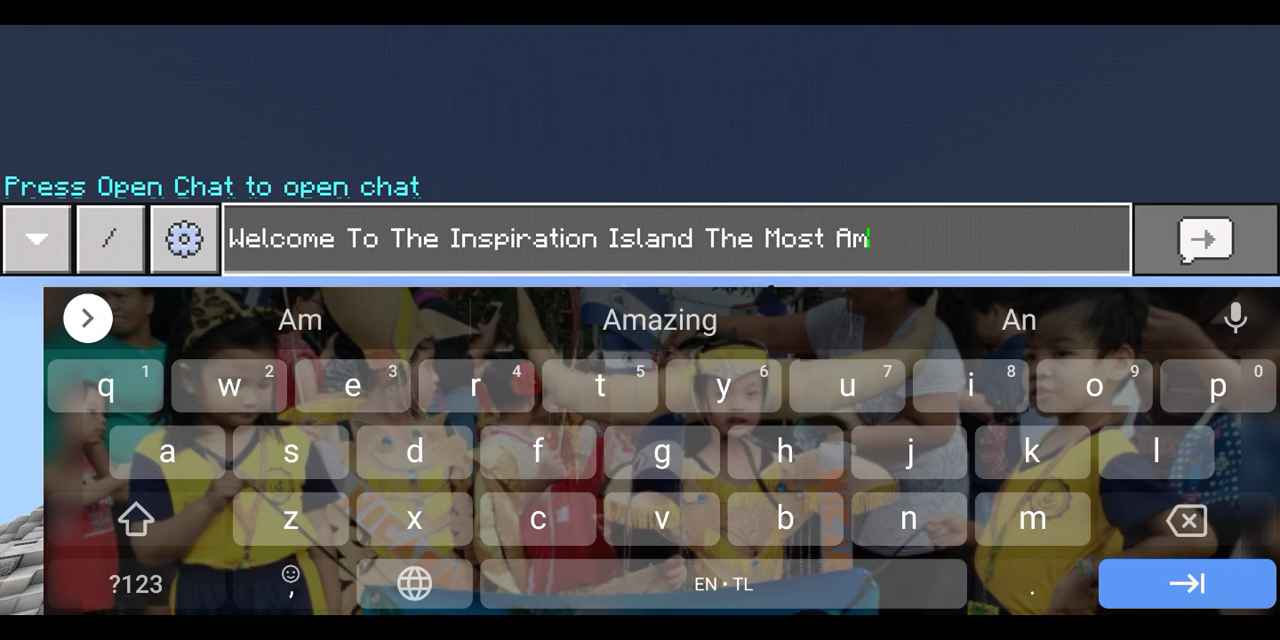 Press Open Chat to open chat
/
Welcome To The Inspiration Island The Most Am
Am Amazing An
q 1 w 2 e 3 r 4 t 5 y 6 u 7 i 8 o 9 p 0
a s d f g h j k l
z x c v b n m
?123 , EN • TL .